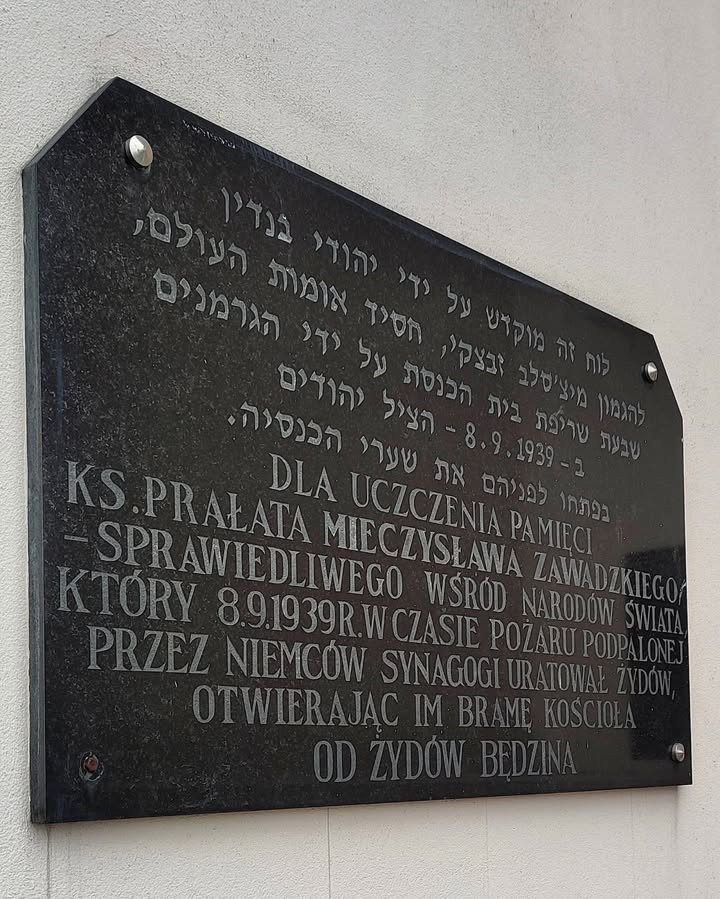 לוח זה מוקדש על ידי יהודי בנדין
להגמון מיצ'סלב זבצקי, חסיד אומות העולם,
שבעת שריפת בית הכנסת על ידי הגרמנים
ב – 8.9.1939 – הציל יהודים
בפתחו לפניהם את שערי הכנסיה.
DLA UCZCZENIA PAMIĘCI
KS.PRAŁATA MIECZYSŁAWA ZAWADZKIEGO
–SPRAWIEDLIWEGO WŚRÓD NARODÓW ŚWIATA,
KTÓRY 8.9.1939R.W CZASIE POŻARU PODPALONEJ
PRZEZ NIEMCÓW SYNAGOGI URATOWAŁ ŻYDÓW,
OTWIERAJĄC IM BRAMĘ KOŚCIOŁA
OD ŻYDÓW BĘDZINA